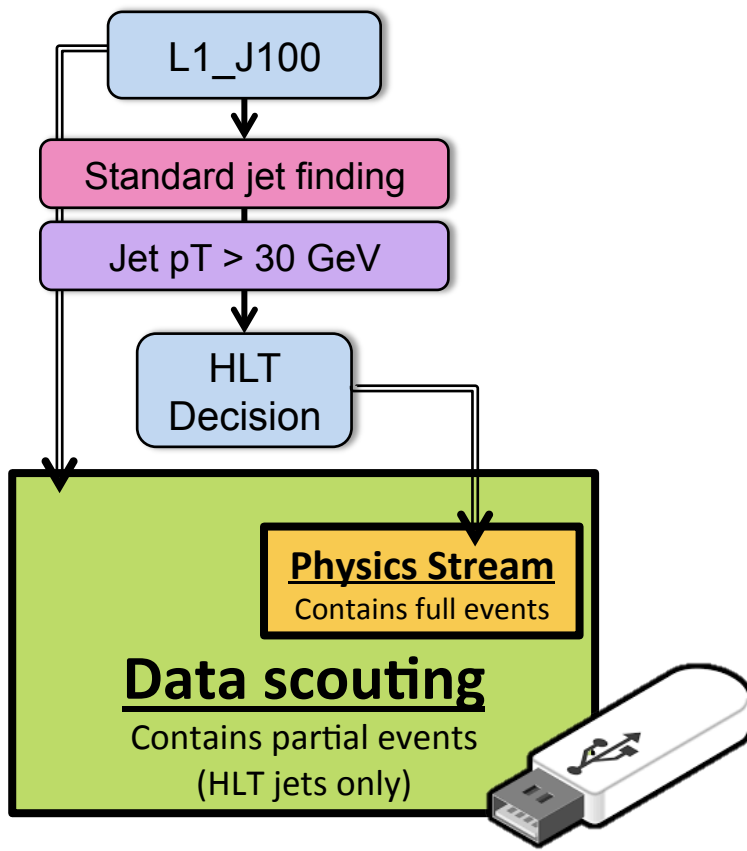 L1_J100
Standard jet finding
Jet pT > 30 GeV
HLT
Decision
Physics Stream
Contains full events
Data scouting
Contains partial events
(HLT jets only)